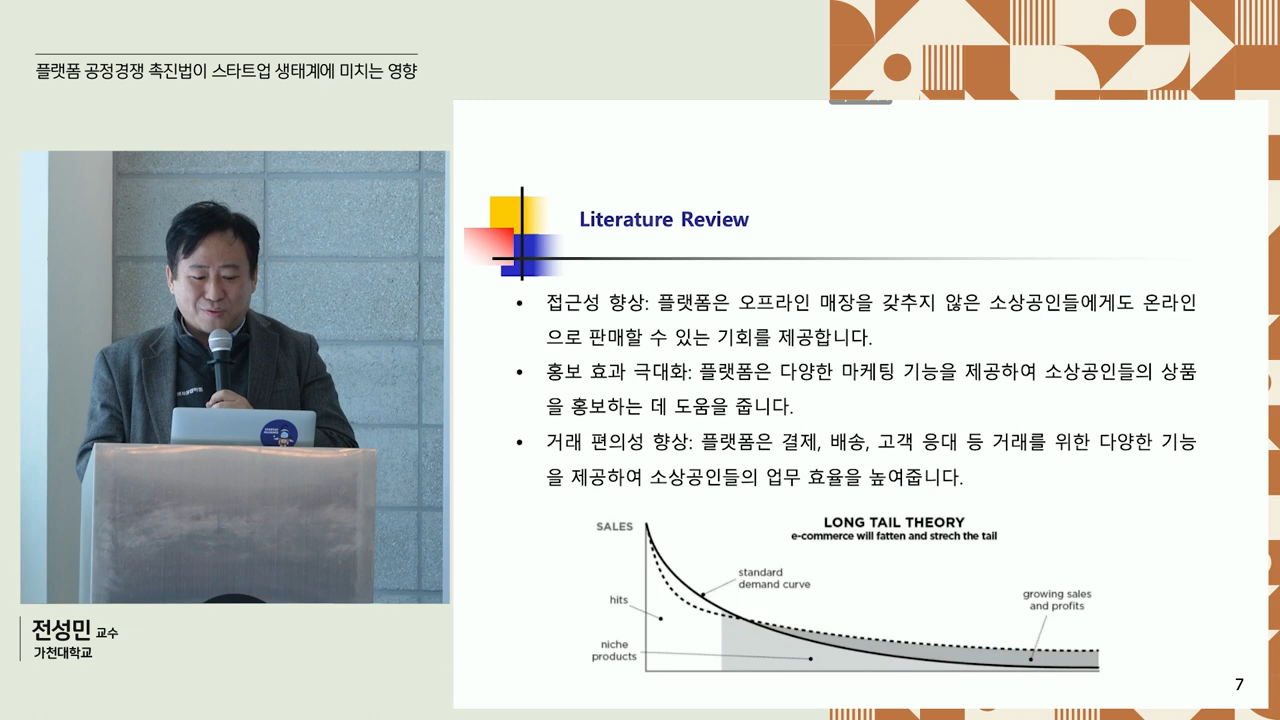 플랫폼 공정경쟁 촉진법이 스타트업 생태계에 미치는 영향
Literature Review
• 접근성 향상: 플랫폼은 오프라인 매장을 갖추지 않은 소상공인들에게도 온라인
으로 판매할 수 있는 기회를 제공합니다.
• 홍보 효과 극대화: 플랫폼은 다양한 마케팅 기능을 제공하여 소상공인들의 상품
을 홍보하는 데 도움을 줍니다.
• 거래 편의성 향상: 플랫폼은 결제, 배송, 고객 응대 등 거래를 위한 다양한 기능
을 제공하여 소상공인들의 업무 효율을 높여줍니다.
SALES
LONG TAIL THEORY
e-commerce will fatten and strech the tail
standard
demand curve
hits
growing sales
and profits
niche
products
7
전성민 교수
가천대학교